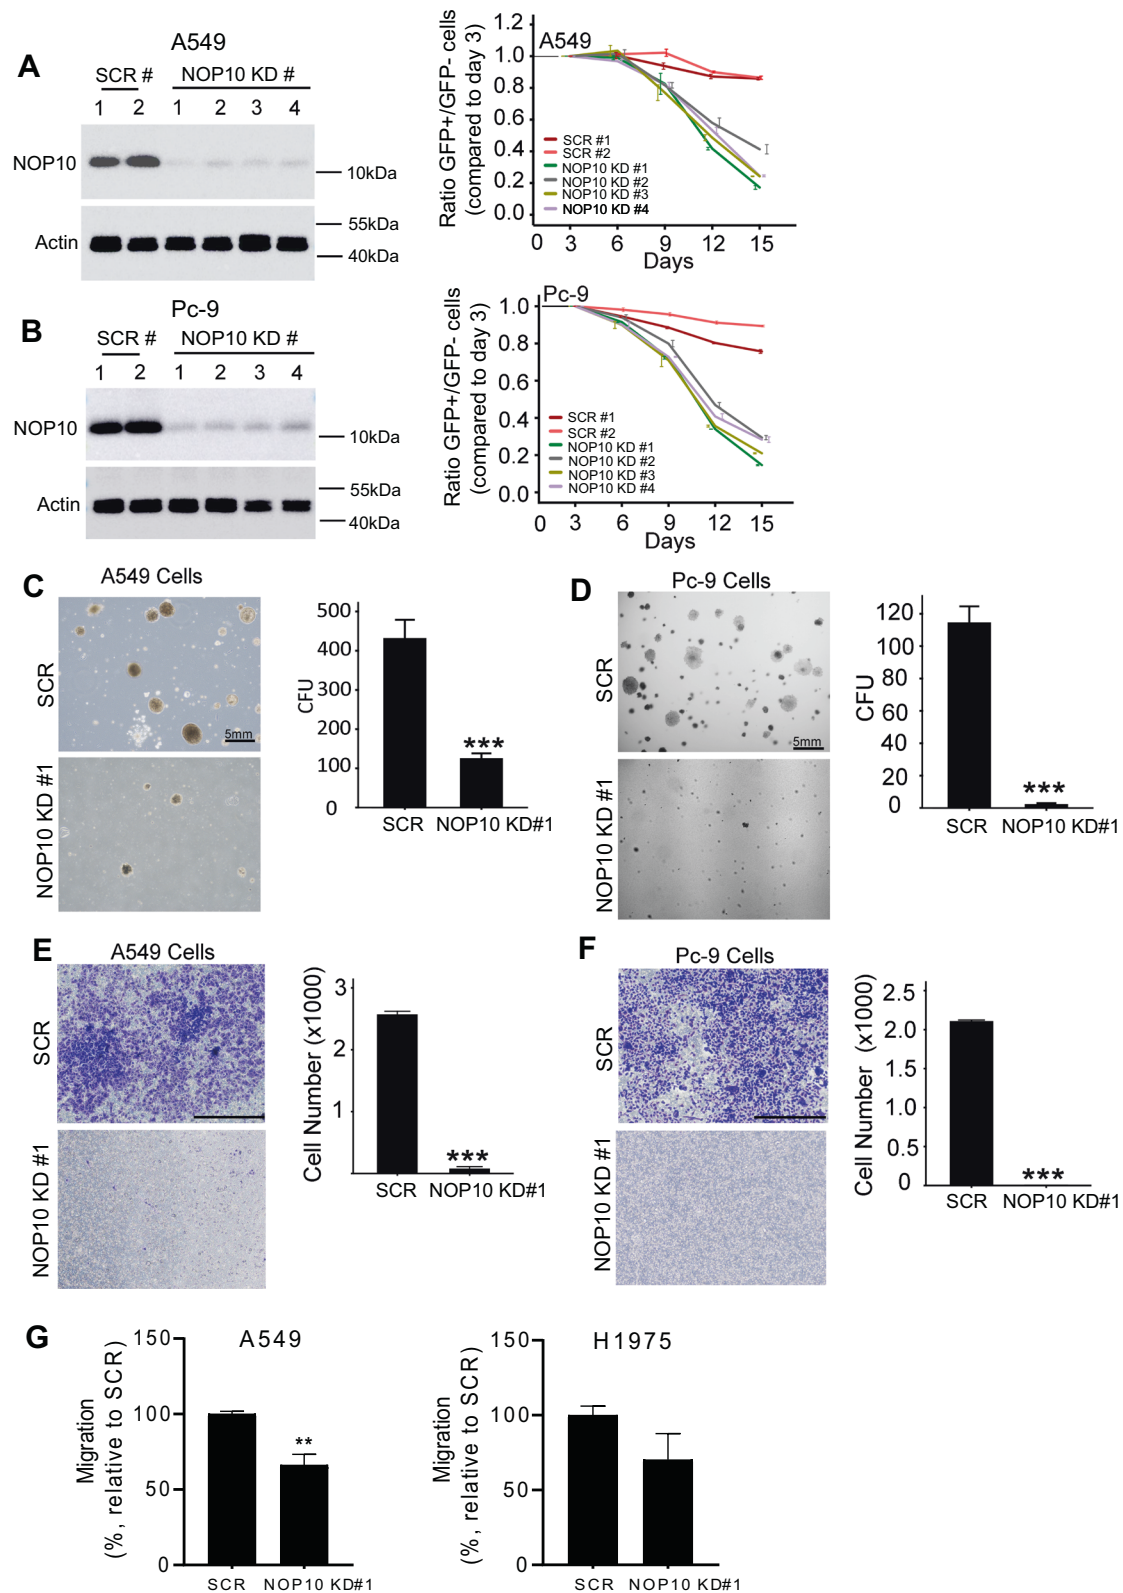 A
A549
SCR #
NOP10 KD #
1 2 1 2 3 4
NOP10
10kDa
55kDa
Actin
40kDa
A549
Ratio GFP+/GFP- cells
(compared to day 3)
1.2
1.0
0.8
0.6
0.4
0.2
0.0
SCR #1
SCR #2
NOP10 KD #1
NOP10 KD #2
NOP10 KD #3
NOP10 KD #4
0 3 6 9 12 15
Days
B
Pc-9
SCR #
NOP10 KD #
1 2 1 2 3 4
NOP10
10kDa
55kDa
Actin
40kDa
Pc-9
Ratio GFP+/GFP- cells
(compared to day 3)
1.0
0.8
0.6
0.4
0.2
0.0
SCR #1
SCR #2
NOP10 KD #1
NOP10 KD #2
NOP10 KD #3
NOP10 KD #4
0 3 6 9 12 15
Days
C
A549 Cells
SCR
5mm
NOP10 KD #1
CFU
500
400
300
200
100
0
***
SCR NOP10 KD#1
D
Pc-9 Cells
SCR
5mm
NOP10 KD #1
CFU
120
100
80
60
40
20
0
***
SCR NOP10 KD#1
E
A549 Cells
SCR
NOP10 KD #1
Cell Number (x1000)
3
2
1
***
SCR NOP10 KD#1
F
Pc-9 Cells
SCR
NOP10 KD #1
Cell Number (x1000)
2.5
2.0
1.0
0.5
0
***
SCR NOP10 KD#1
G
A549
Migration
(%, relative to SCR)
150
100
50
0
**
SCR NOP10 KD#1
H1975
Migration
(%, relative to SCR)
150
100
50
0
SCR NOP10 KD#1